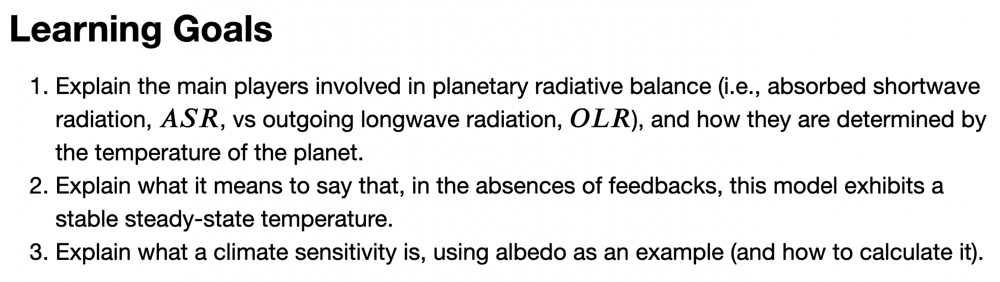 Learning Goals
1. Explain the main players involved in planetary radiative balance (i.e., absorbed shortwave
radiation, ASR, vs outgoing longwave radiation, OLR), and how they are determined by
the temperature of the planet.
2. Explain what it means to say that, in the absences of feedbacks, this model exhibits a
stable steady-state temperature.
3. Explain what a climate sensitivity is, using albedo as an example (and how to calculate it).